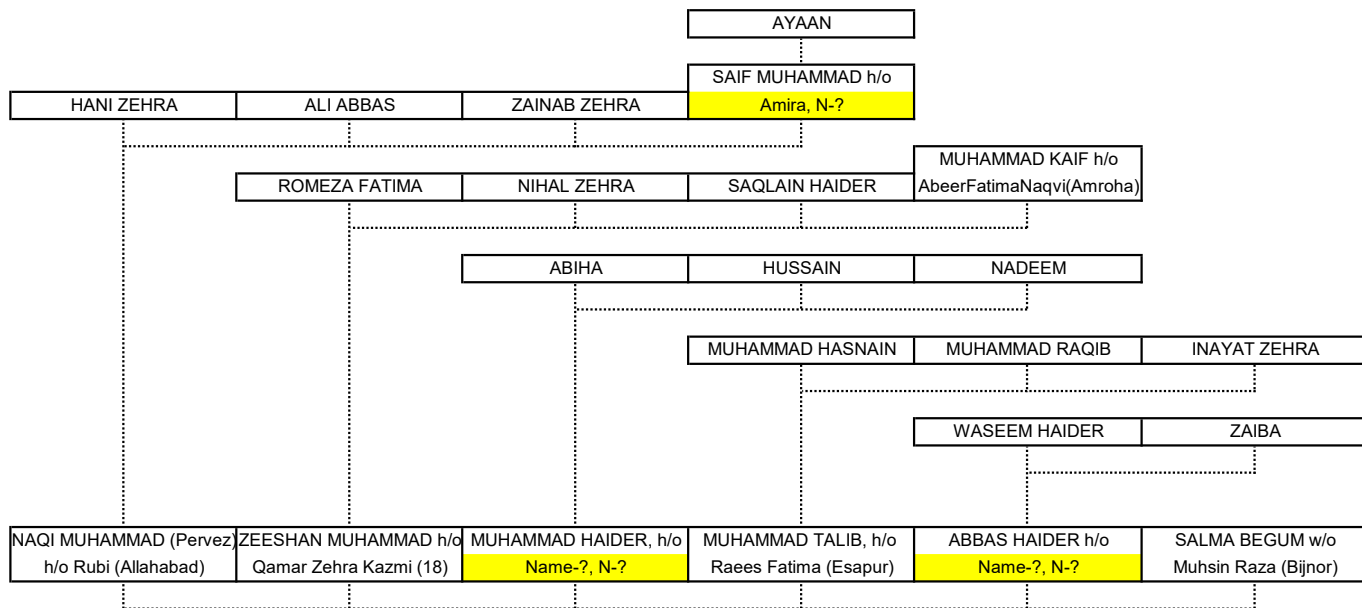 AYAAN
SAIF MUHAMMAD h/o
HANI ZEHRA ALI ABBAS ZAINAB ZEHRA Amira, N-?
MUHAMMAD KAIF h/o
ROMEZA FATIMA NIHAL ZEHRA SAQLAIN HAIDER AbeerFatimaNaqvi(Amroha)
ABIHA HUSSAIN NADEEM
MUHAMMAD HASNAIN MUHAMMAD RAQIB INAYAT ZEHRA
WASEEM HAIDER ZAIBA
NAQI MUHAMMAD (Pervez) ZEESHAN MUHAMMAD h/o MUHAMMAD HAIDER, h/o MUHAMMAD TALIB, h/o ABBAS HAIDER h/o SALMA BEGUM w/o
h/o Rubi (Allahabad) Qamar Zehra Kazmi (18) Name-?, N-? Raees Fatima (Esapur) Name-?, N-? Muhsin Raza (Bijnor)